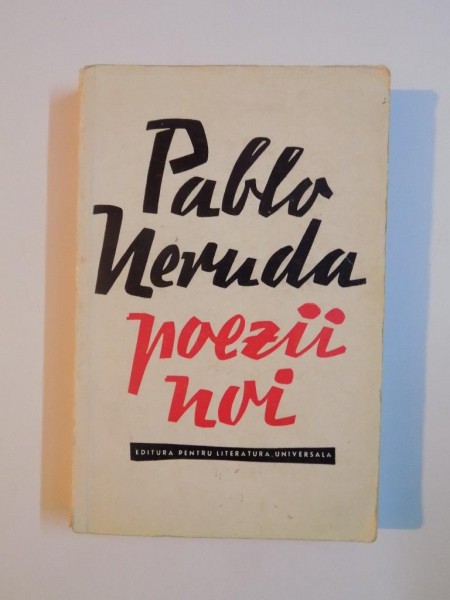 Pablo
Neruda
poezii
noi
EDITURA PENTRU LITERATURA UNIVERSALA